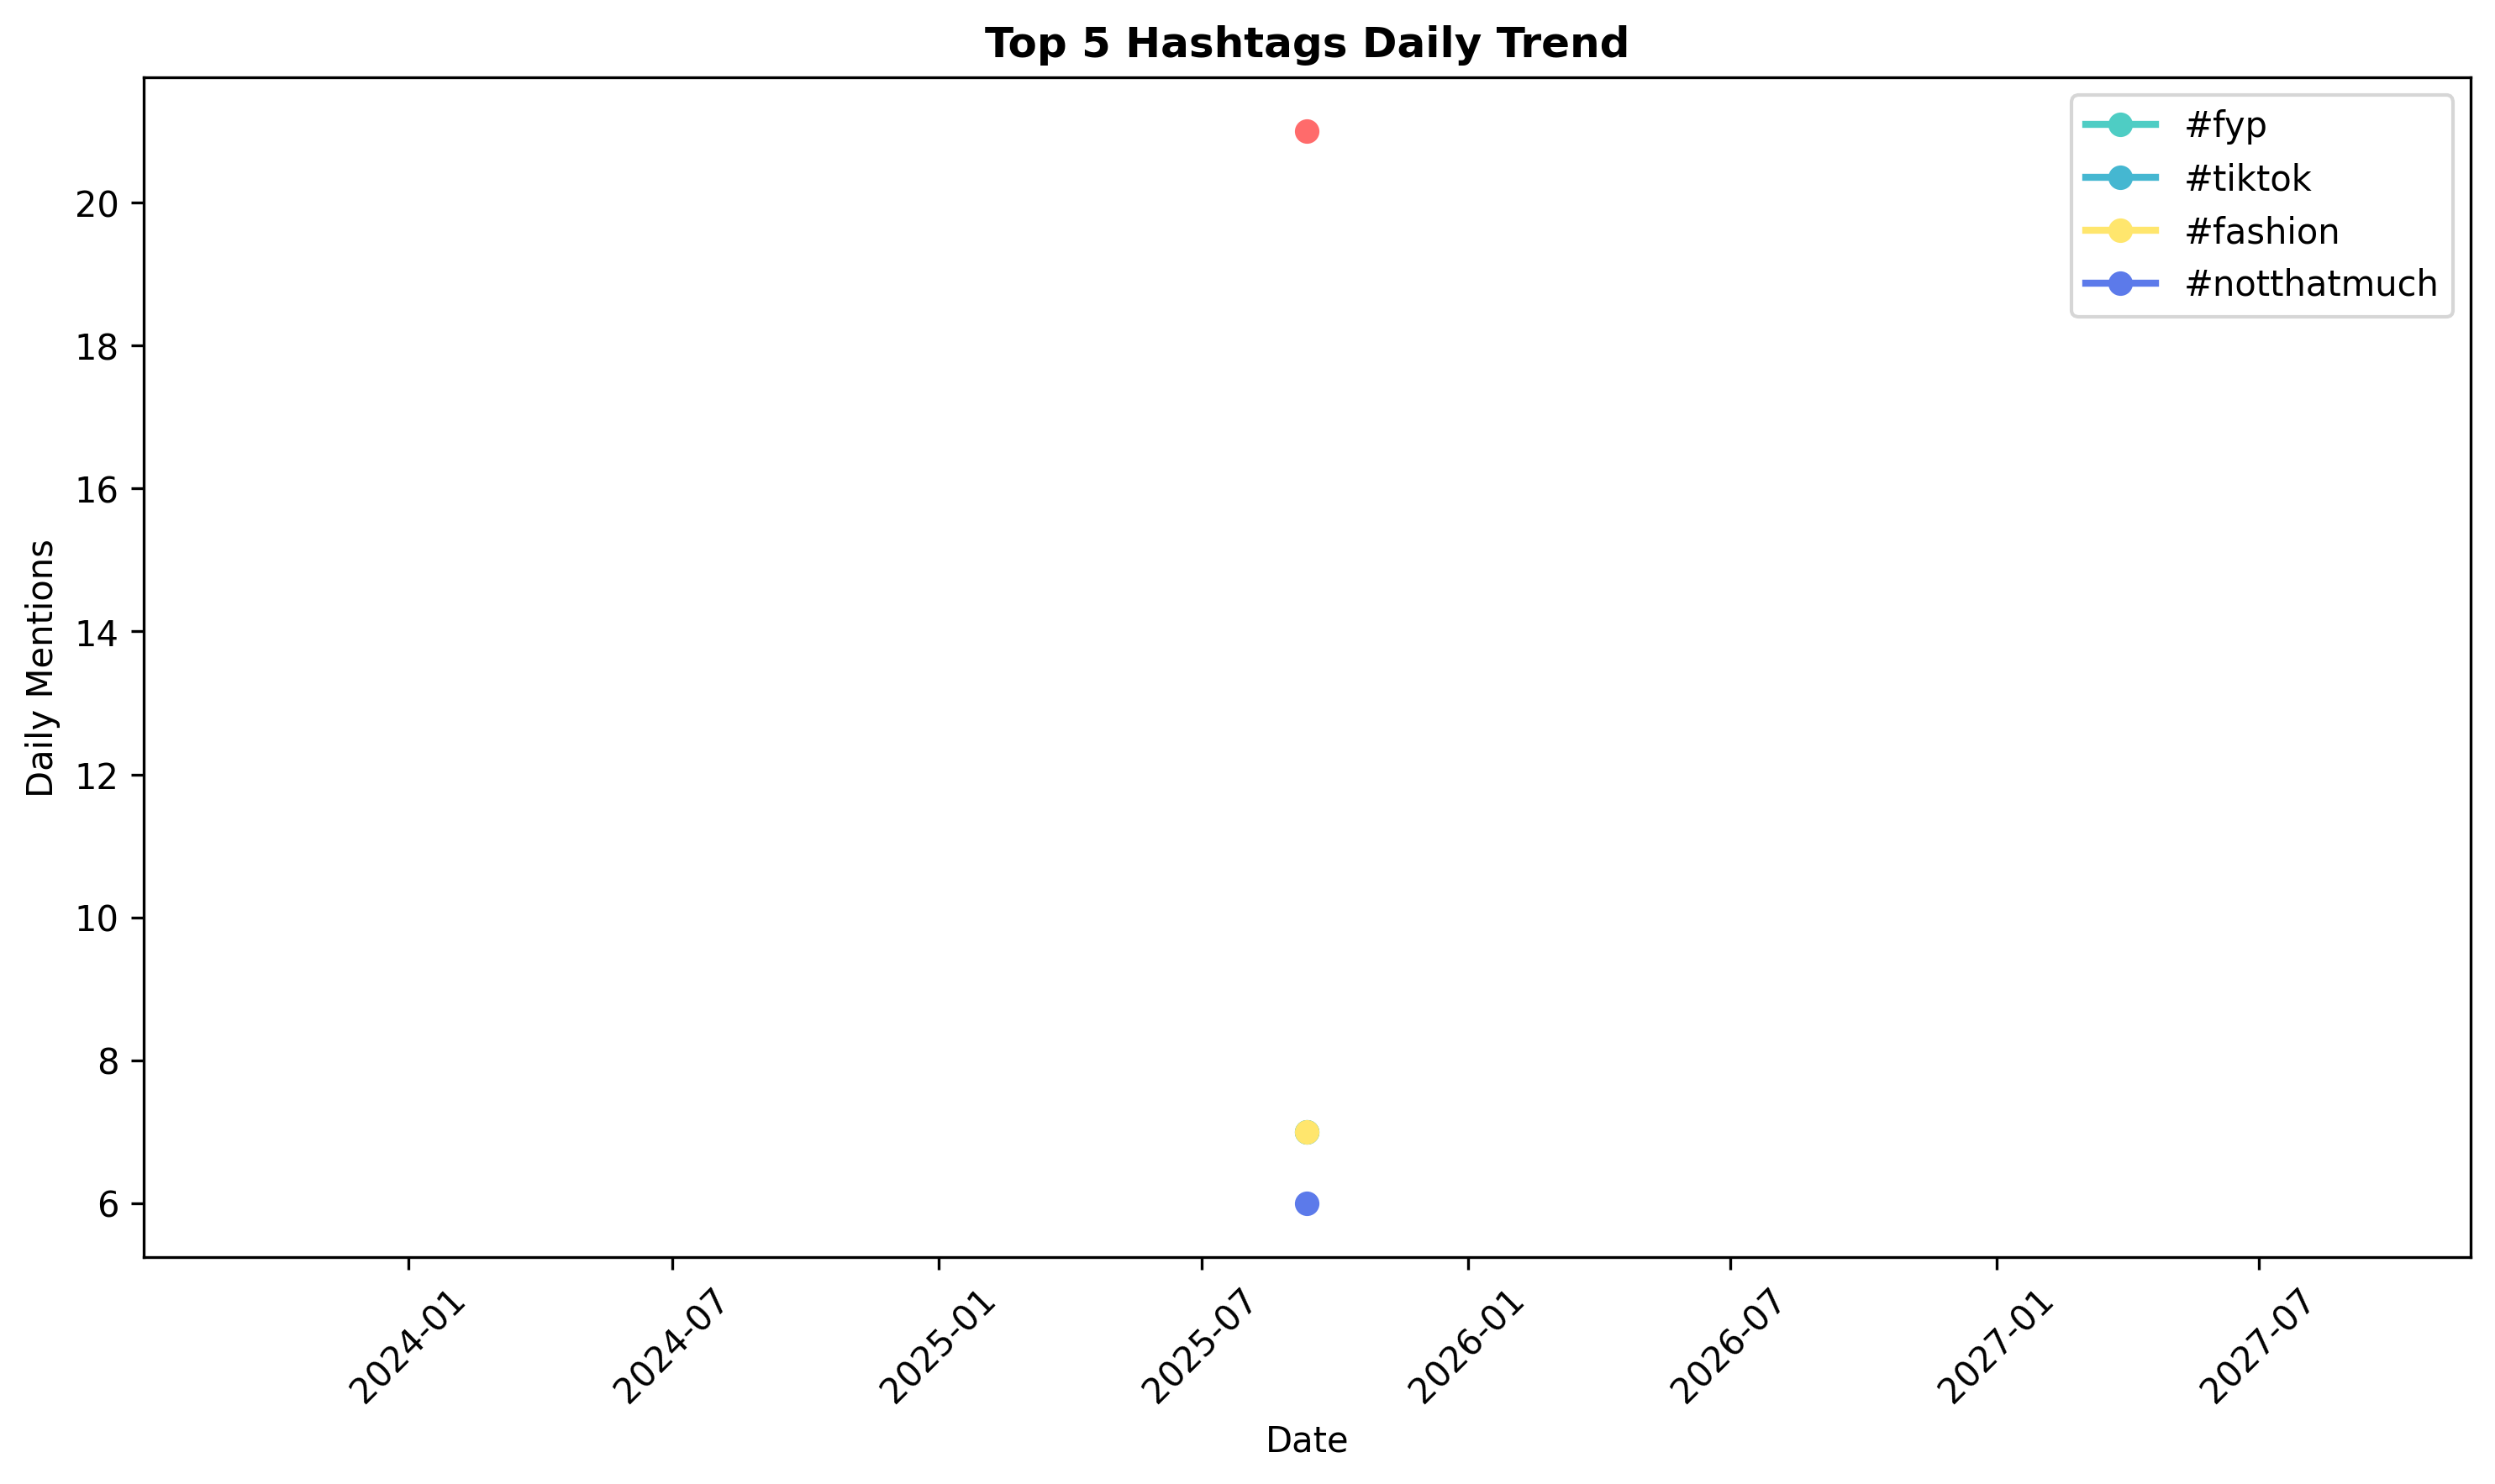 Top 5 Hashtags Daily Trend
#fyp
#tiktok
#fashion
#notthatmuch
Daily Mentions
20
18
16
14
12
10
8
6
2024-01
2024-07
2025-01
2025-07
2026-01
2026-07
2027-01
2027-07
Date